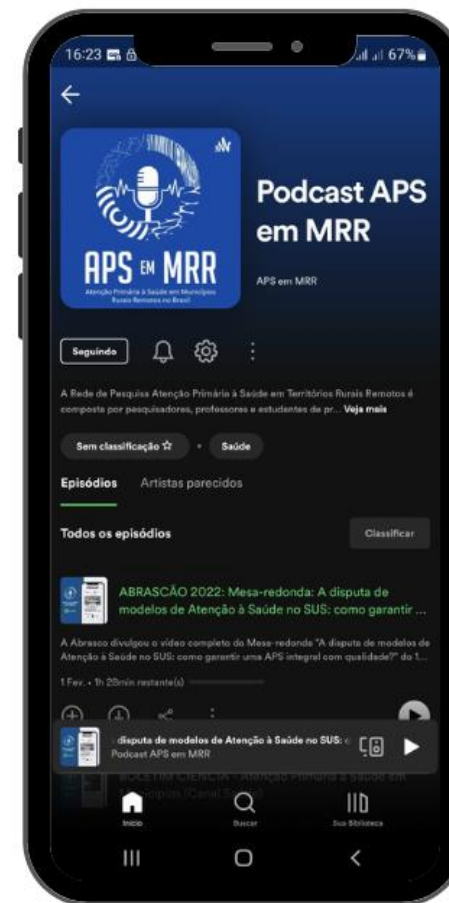 16:23
67%
Podcast APS
em MRR
APS EM MRR
Atenção Primária à Saúde em Municípios
Rurais Remotos no Brasil
APS em MRR
Seguindo
A Rede de Pesquisa Atenção Primária à Saúde em Territórios Rurais Remotos é
composta por pesquisadores, professores e estudantes de pr... Veja mais
Sem classificação
Saúde
Episódios
Artistas parecidos
Todos os episódios
Classificar
ABRASCÃO 2022: Mesa-redonda: A disputa de
modelos de Atenção à Saúde no SUS: como garantir ...
A Abrasco divulgou o vídeo completo da Mesa-redonda "A disputa de modelos de
Atenção à Saúde no SUS: como garantir uma APS integral com qualidade?" do 1...
1 Fev. • 1h 28min restante(s)
disputa de modelos de Atenção à Saúde no SUS:
Podcast APS em MRR
BOLETIM CIÊNCIA - Atenção Primária à Saúde em
Municípios (Canal Saúde)
Início
Buscar
Sua Biblioteca